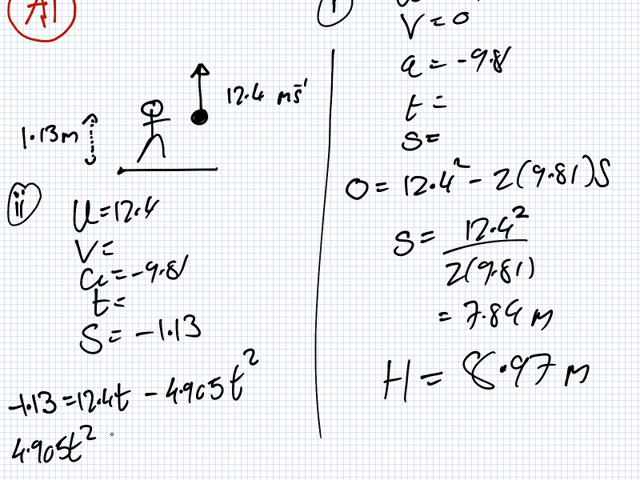 A1
12.4 ms⁻¹
1.13m
ii
U=12.4
V=
a=-9.81
t=
S= -1.13
-1.13=12.4t - 4.905t²
4.905t²
i
V=0
a= -9.81
t=
S=
0= 12.4² - 2(9.81)S
S= 12.4²
2(9.81)
= 7.84 m
H= 8.97 m